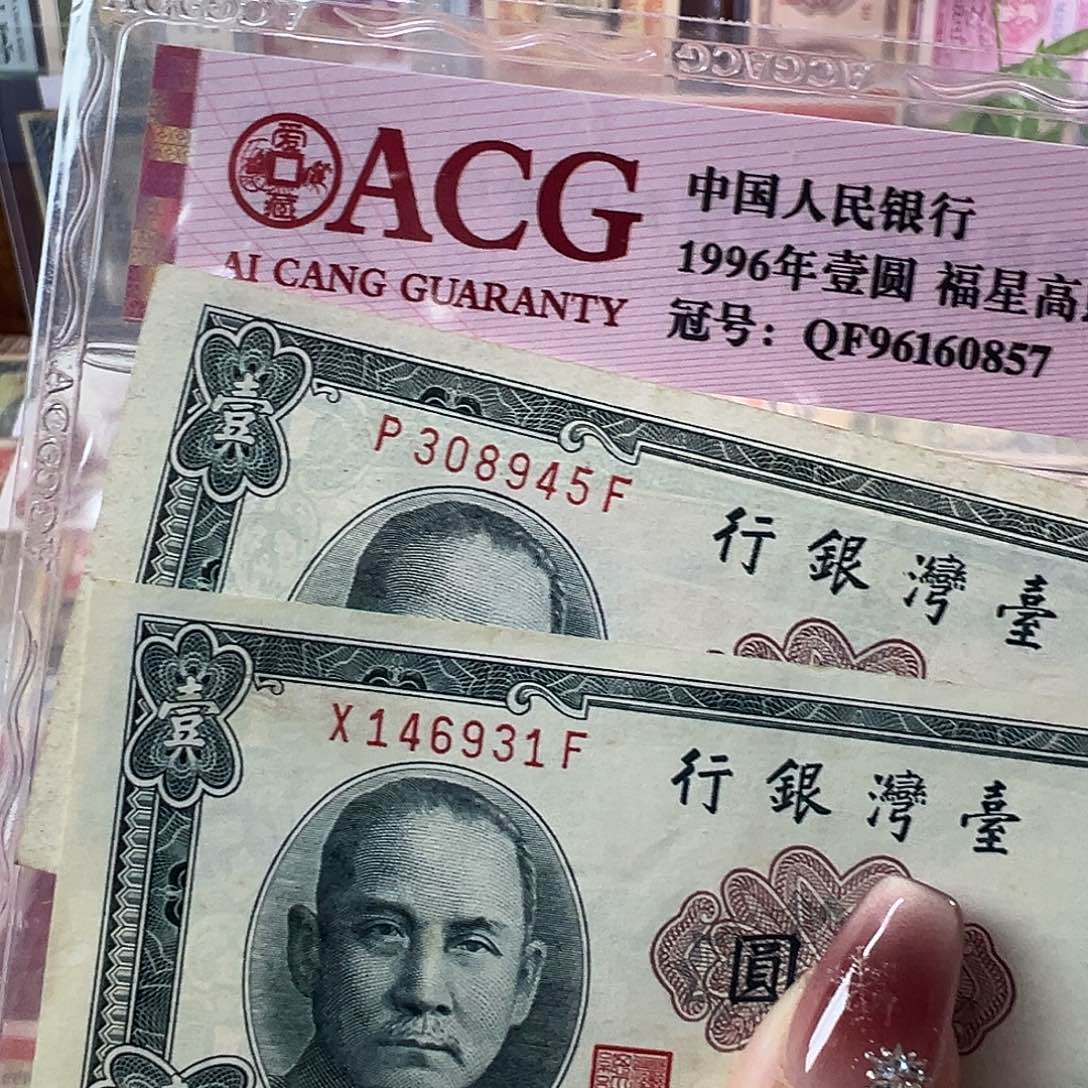 ACG
AI CANG GUARANTY
中国人民银行
1996年壹圆 福星高
冠号：QF96160857
壹
P308945F
行銀灣臺
壹
X146931F
行銀灣臺
圓